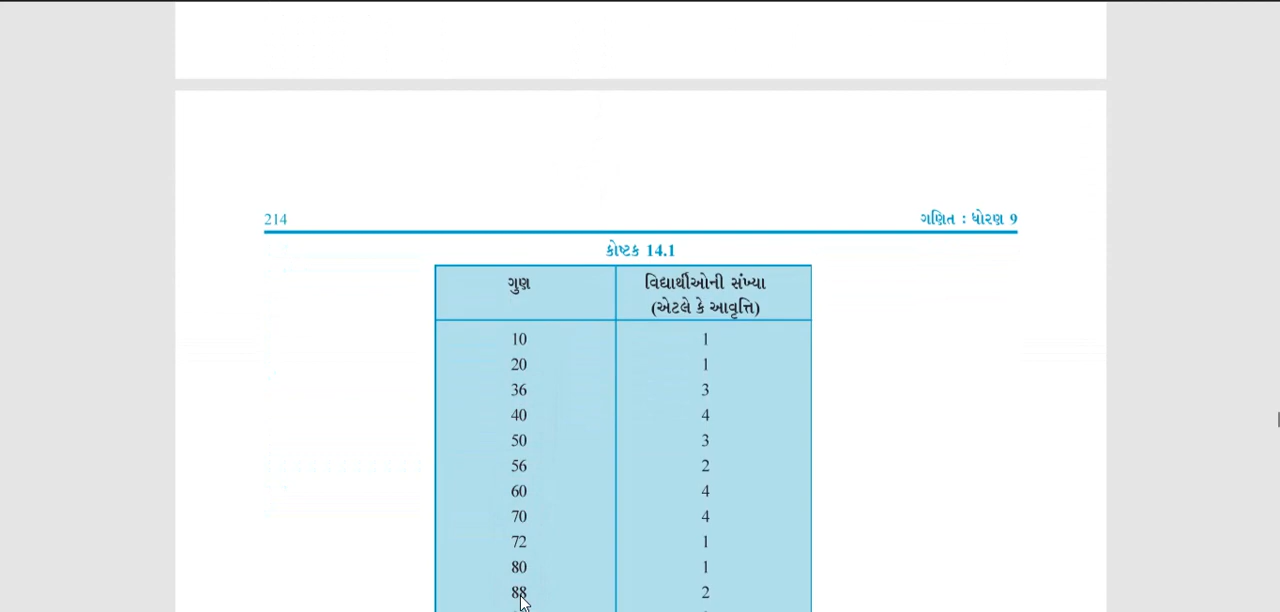 214 ગણિત : ધોરણ 9
કોષ્ટક 14.1
ગુણ વિદ્યાર્થીઓની સંખ્યા
(એટલે કે આવૃત્તિ)
10 1
20 1
36 3
40 4
50 3
56 2
60 4
70 4
72 1
80 1
88 2